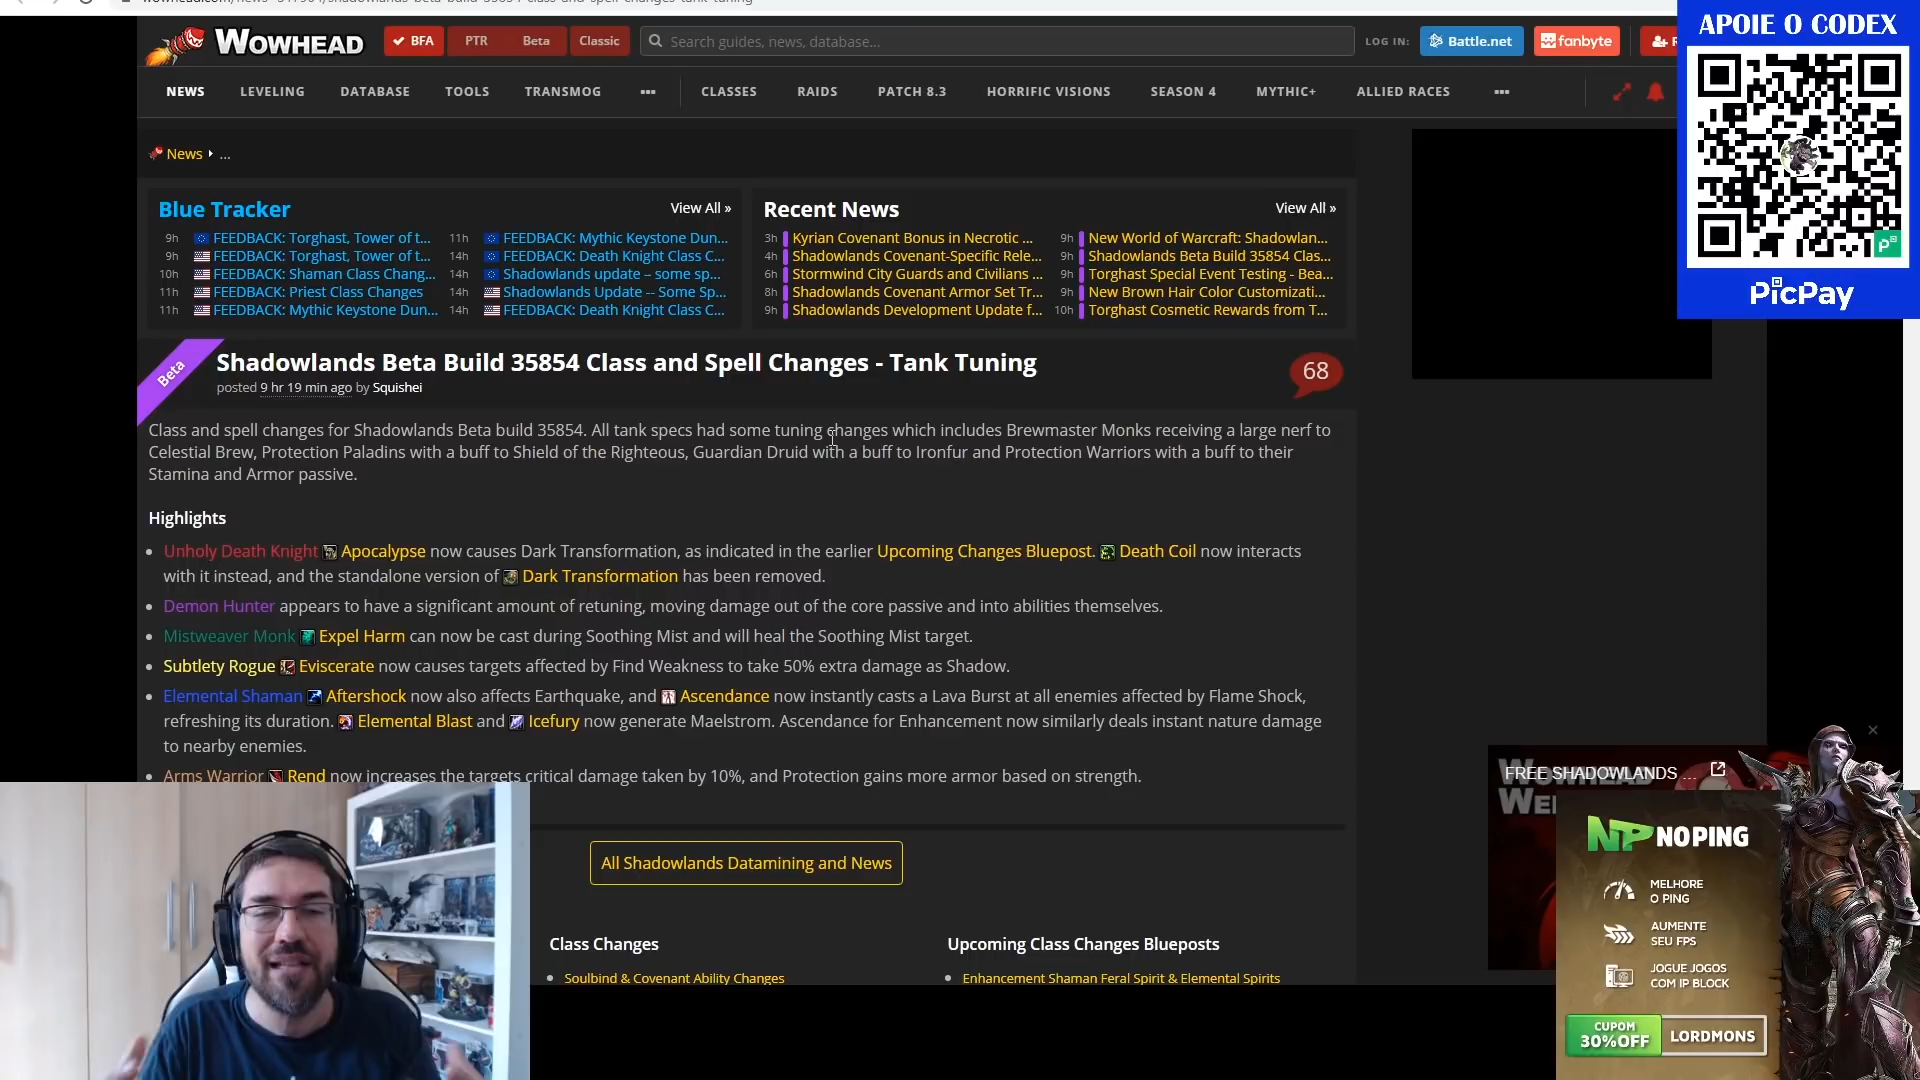 WOWHEAD
BFA
PTR
Beta
Classic
Search guides, news, database...
LOG IN:
Battle.net
fanbyte
NEWS
LEVELING
DATABASE
TOOLS
TRANSMOG
CLASSES
RAIDS
PATCH 8.3
HORRIFIC VISIONS
SEASON 4
MYTHIC+
ALLIED RACES
APOIE O CODEX
PicPay
News ...
Blue Tracker
View All »
9h FEEDBACK: Torghast, Tower of t...
9h FEEDBACK: Torghast, Tower of t...
10h FEEDBACK: Shaman Class Chang...
11h FEEDBACK: Priest Class Changes
11h FEEDBACK: Mythic Keystone Dun...
11h FEEDBACK: Mythic Keystone Dun...
14h FEEDBACK: Death Knight Class C...
14h Shadowlands update – some sp...
14h Shadowlands Update -- Some Sp...
14h FEEDBACK: Death Knight Class C...
Recent News
View All »
3h Kyrian Covenant Bonus in Necrotic ...
4h Shadowlands Covenant-Specific Rele...
6h Stormwind City Guards and Civilians ...
8h Shadowlands Covenant Armor Set Tr...
9h Shadowlands Development Update f...
9h New World of Warcraft: Shadowlan...
9h Shadowlands Beta Build 35854 Clas...
9h Torghast Special Event Testing - Bea...
9h New Brown Hair Color Customizati...
10h Torghast Cosmetic Rewards from T...
Beta
Shadowlands Beta Build 35854 Class and Spell Changes - Tank Tuning
posted 9 hr 19 min ago by Squishei
68
Class and spell changes for Shadowlands Beta build 35854. All tank specs had some tuning changes which includes Brewmaster Monks receiving a large nerf to
Celestial Brew, Protection Paladins with a buff to Shield of the Righteous, Guardian Druid with a buff to Ironfur and Protection Warriors with a buff to their
Stamina and Armor passive.
Highlights
• Unholy Death Knight Apocalypse now causes Dark Transformation, as indicated in the earlier Upcoming Changes Bluepost. Death Coil now interacts
with it instead, and the standalone version of Dark Transformation has been removed.
• Demon Hunter appears to have a significant amount of retuning, moving damage out of the core passive and into abilities themselves.
• Mistweaver Monk Expel Harm can now be cast during Soothing Mist and will heal the Soothing Mist target.
• Subtlety Rogue Eviscerate now causes targets affected by Find Weakness to take 50% extra damage as Shadow.
• Elemental Shaman Aftershock now also affects Earthquake, and Ascendance now instantly casts a Lava Burst at all enemies affected by Flame Shock,
refreshing its duration. Elemental Blast and Icefury now generate Maelstrom. Ascendance for Enhancement now similarly deals instant nature damage
to nearby enemies.
• Arms Warrior Rend now increases the targets critical damage taken by 10%, and Protection gains more armor based on strength.
All Shadowlands Datamining and News
Class Changes
• Soulbind & Covenant Ability Changes
Upcoming Class Changes Blueposts
• Enhancement Shaman Feral Spirit & Elemental Spirits
FREE SHADOWLANDS ...
NP NOPING
MELHORE
O PING
AUMENTE
SEU FPS
JOGUE JOGOS
COM IP BLOCK
CUPOM
30%OFF
LORDMONS